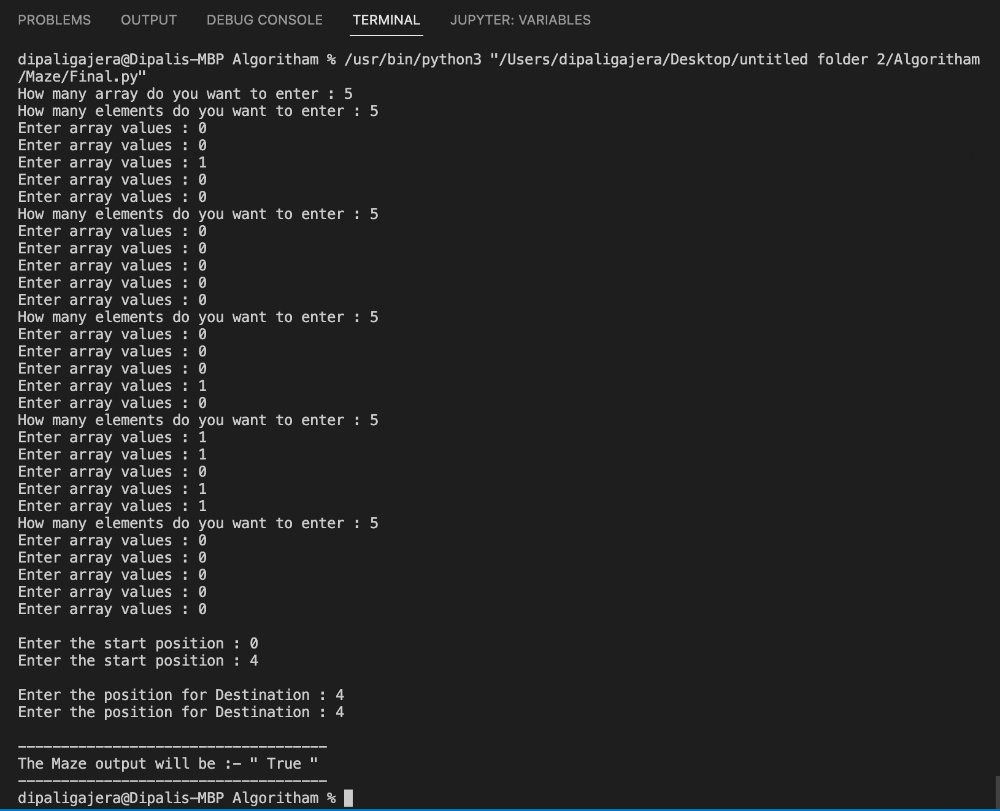 PROBLEMS OUTPUT DEBUG CONSOLE TERMINAL JUPYTER: VARIABLES
dipaligajera@Dipalis-MBP Algoritham % /usr/bin/python3 "/Users/dipaligajera/Desktop/untitled folder 2/Algoritham
/Maze/Final.py"
How many array do you want to enter : 5
How many elements do you want to enter : 5
Enter array values : 0
Enter array values : 0
Enter array values : 1
Enter array values : 0
Enter array values : 0
How many elements do you want to enter : 5
Enter array values : 0
Enter array values : 0
Enter array values : 0
Enter array values : 0
Enter array values : 0
How many elements do you want to enter : 5
Enter array values : 0
Enter array values : 0
Enter array values : 0
Enter array values : 1
Enter array values : 0
How many elements do you want to enter : 5
Enter array values : 1
Enter array values : 1
Enter array values : 0
Enter array values : 1
Enter array values : 1
How many elements do you want to enter : 5
Enter array values : 0
Enter array values : 0
Enter array values : 0
Enter array values : 0
Enter array values : 0
Enter the start position : 0
Enter the start position : 4
Enter the position for Destination : 4
Enter the position for Destination : 4
------------------------------------
The Maze output will be :- " True "
------------------------------------
dipaligajera@Dipalis-MBP Algoritham %